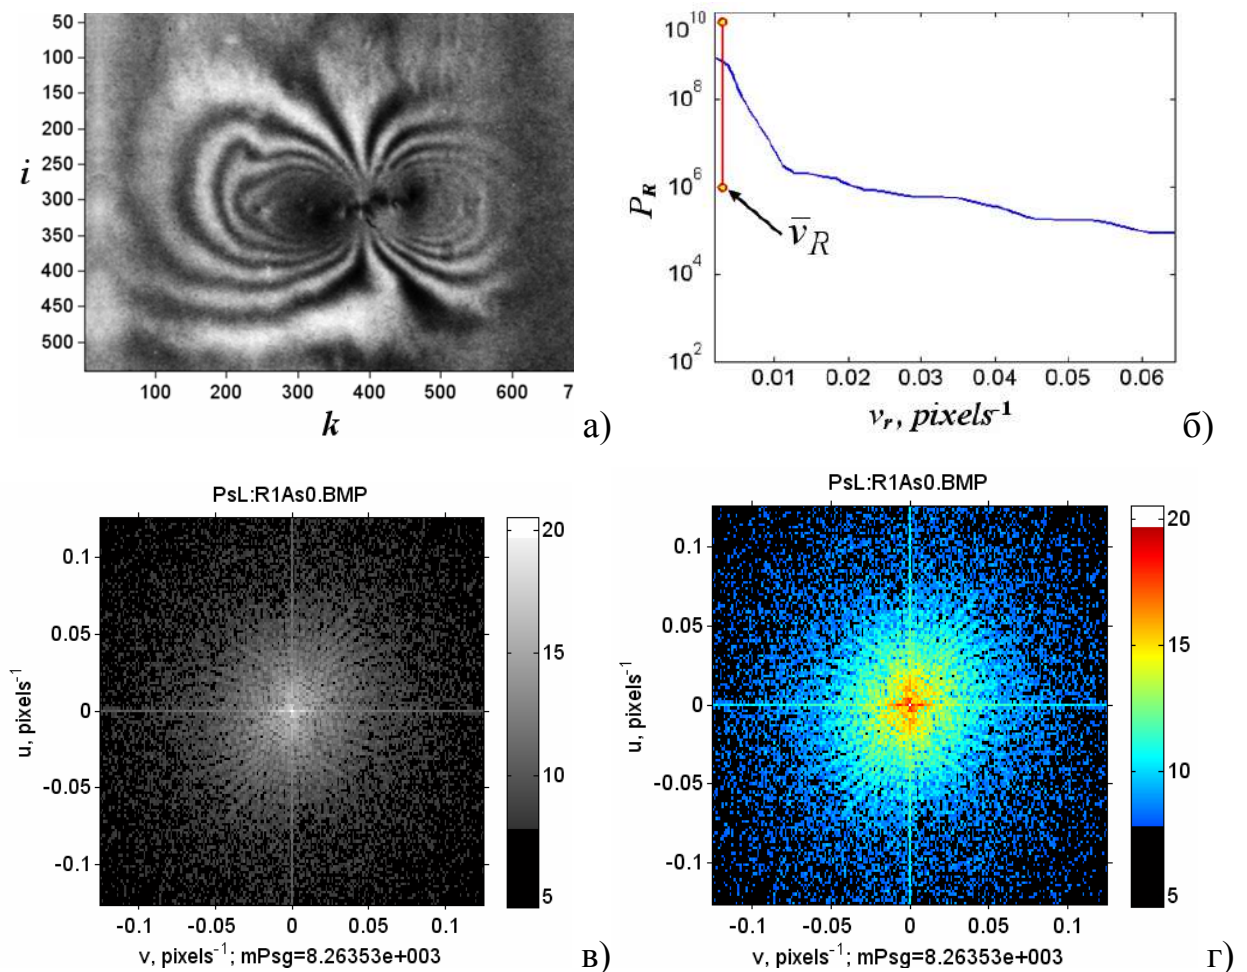 50
100
150
200
250
300
350
400
450
500
i
100 200 300 400 500 600 7
k
а)
10^10
10^8
10^6
10^4
10^2
P_R
v̅_R
0.01 0.02 0.03 0.04 0.05 0.06
v_r, pixels^-1
б)
PsL:R1As0.BMP
0.1
0.05
0
-0.05
-0.1
u, pixels^-1
-0.1 -0.05 0 0.05 0.1
v, pixels^-1; mPsg=8.26353e+003
20
15
10
5
в)
PsL:R1As0.BMP
0.1
0.05
0
-0.05
-0.1
u, pixels^-1
-0.1 -0.05 0 0.05 0.1
v, pixels^-1; mPsg=8.26353e+003
20
15
10
5
г)